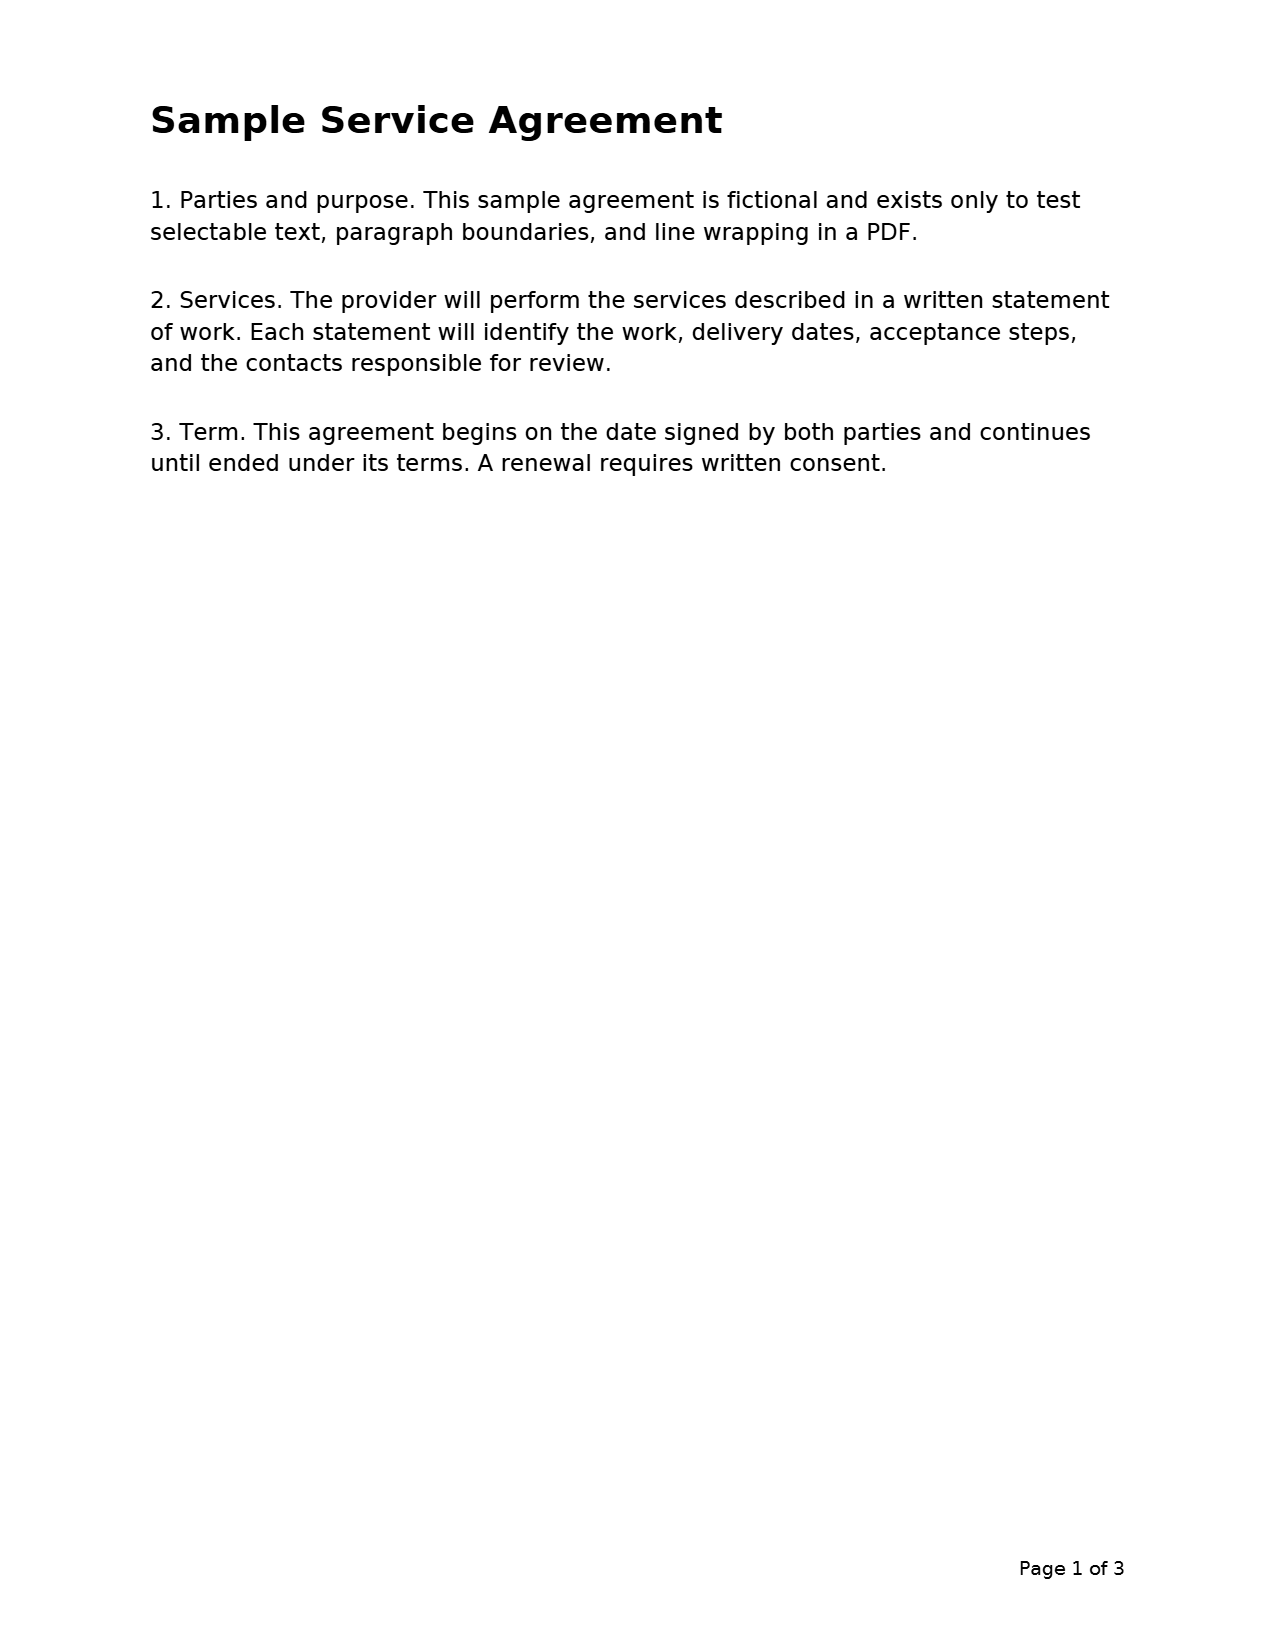 Sample Service Agreement
1. Parties and purpose. This sample agreement is fictional and exists only to test
selectable text, paragraph boundaries, and line wrapping in a PDF.
2. Services. The provider will perform the services described in a written statement
of work. Each statement will identify the work, delivery dates, acceptance steps,
and the contacts responsible for review.
3. Term. This agreement begins on the date signed by both parties and continues
until ended under its terms. A renewal requires written consent.
Page 1 of 3